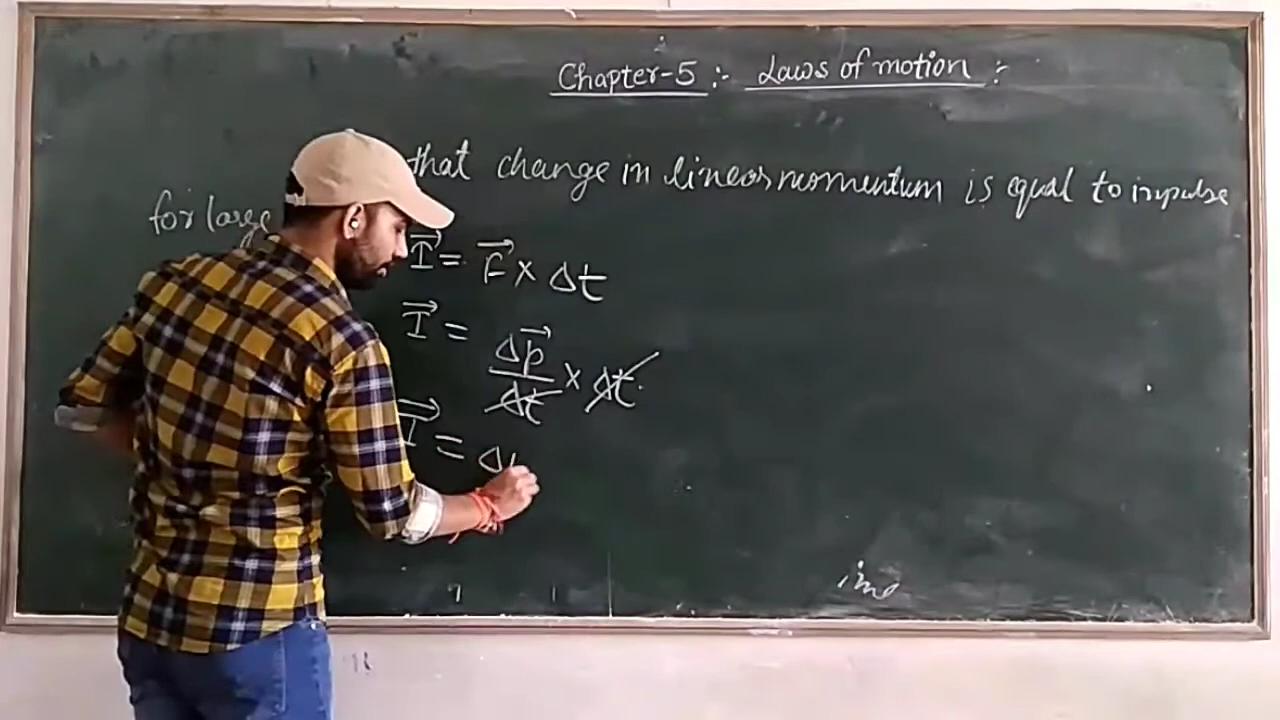 Chapter-5 :- Laws of motion :-
that change in linear momentum is equal to impulse
for large
I⃗ = F⃗ × Δt
I⃗ = Δp⃗/Δt × Δt
I⃗ = Δ